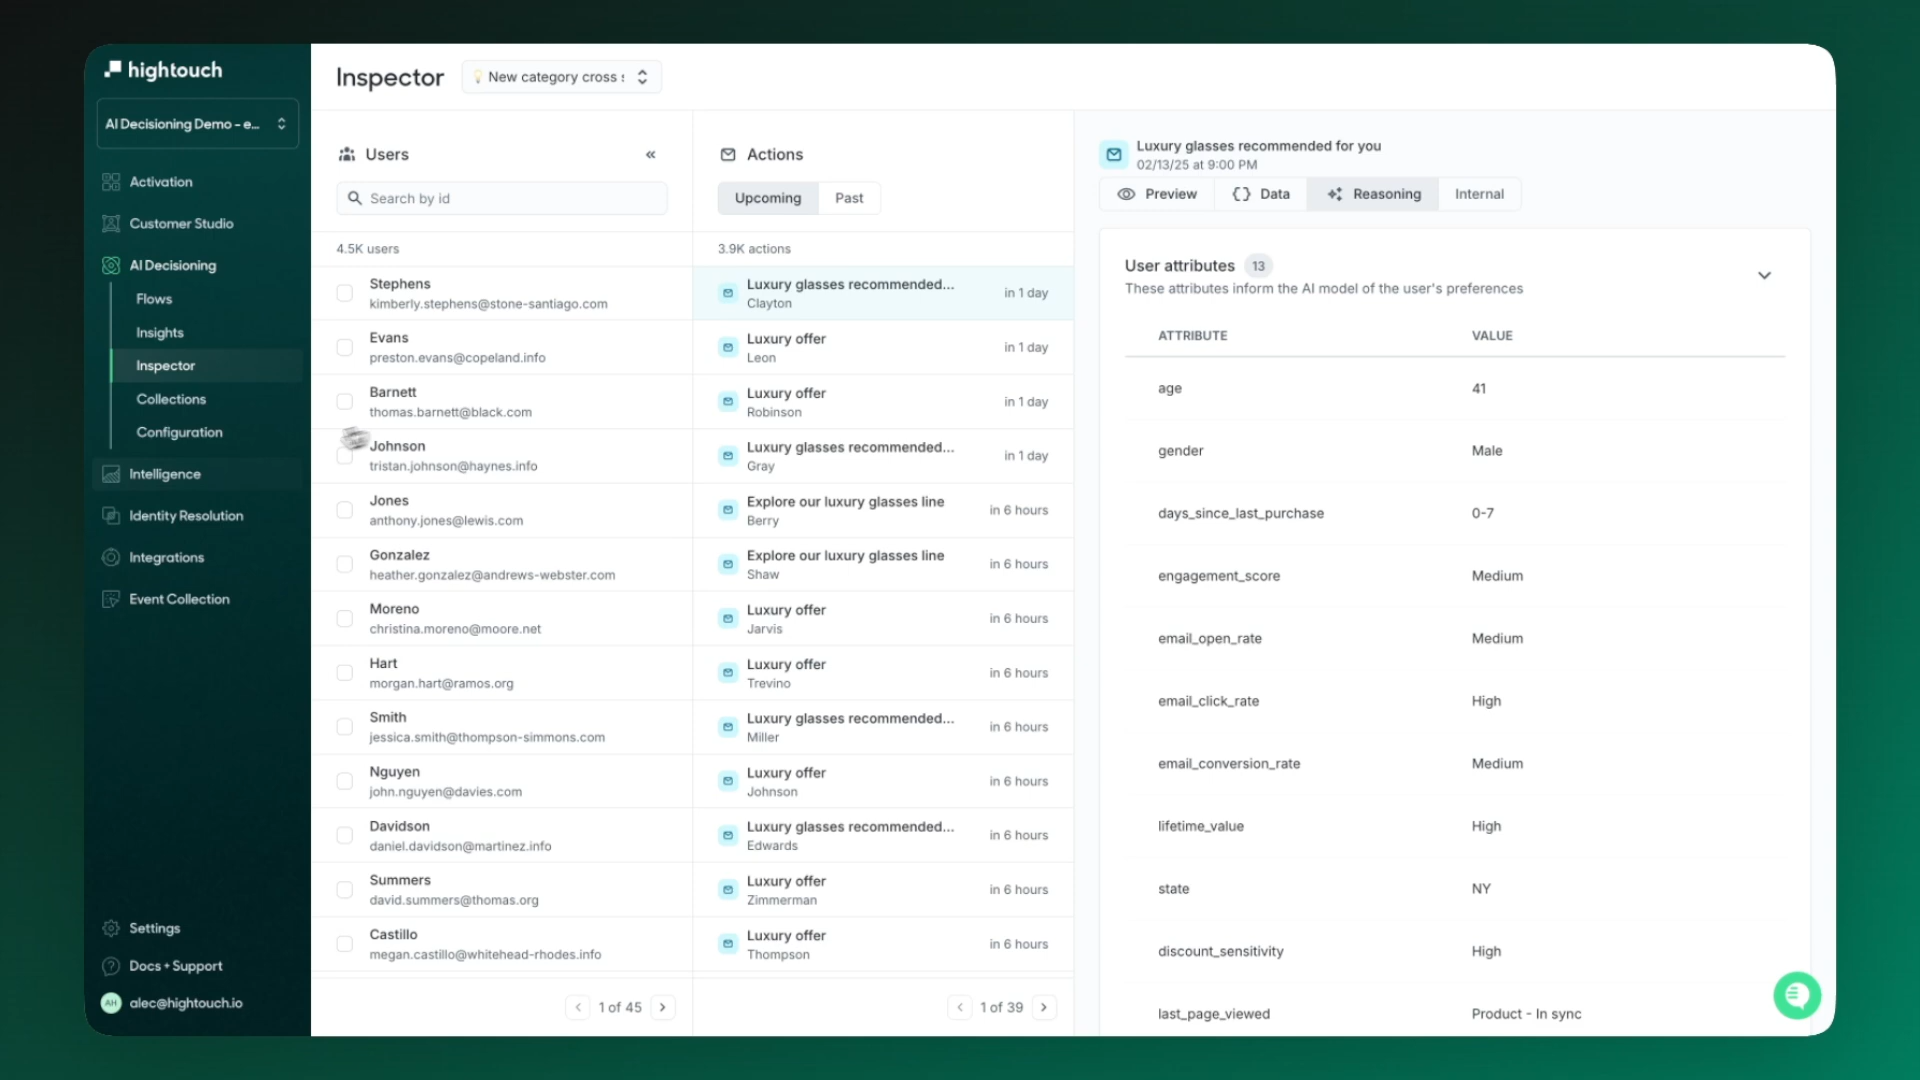 hightouch
AI Decisioning Demo - e...
Activation
Customer Studio
AI Decisioning
Flows
Insights
Inspector
Collections
Configuration
Intelligence
Identity Resolution
Integrations
Event Collection
Settings
Docs + Support
AH alec@hightouch.io
Inspector
New category cross s
Users
Search by id
4.5K users
Stephens
kimberly.stephens@stone-santiago.com
Evans
preston.evans@copeland.info
Barnett
thomas.barnett@black.com
Johnson
tristan.johnson@haynes.info
Jones
anthony.jones@lewis.com
Gonzalez
heather.gonzalez@andrews-webster.com
Moreno
christina.moreno@moore.net
Hart
morgan.hart@ramos.org
Smith
jessica.smith@thompson-simmons.com
Nguyen
john.nguyen@davies.com
Davidson
daniel.davidson@martinez.info
Summers
david.summers@thomas.org
Castillo
megan.castillo@whitehead-rhodes.info
1 of 45
Actions
Upcoming Past
3.9K actions
Luxury glasses recommended... in 1 day
Clayton
Luxury offer in 1 day
Leon
Luxury offer in 1 day
Robinson
Luxury glasses recommended... in 1 day
Gray
Explore our luxury glasses line in 6 hours
Berry
Explore our luxury glasses line in 6 hours
Shaw
Luxury offer in 6 hours
Jarvis
Luxury offer in 6 hours
Trevino
Luxury glasses recommended... in 6 hours
Miller
Luxury offer in 6 hours
Johnson
Luxury glasses recommended... in 6 hours
Edwards
Luxury offer in 6 hours
Zimmerman
Luxury offer in 6 hours
Thompson
1 of 39
Luxury glasses recommended for you
02/13/25 at 9:00 PM
Preview Data Reasoning Internal
User attributes 13
These attributes inform the AI model of the user's preferences
ATTRIBUTE VALUE
age 41
gender Male
days_since_last_purchase 0-7
engagement_score Medium
email_open_rate Medium
email_click_rate High
email_conversion_rate Medium
lifetime_value High
state NY
discount_sensitivity High
last_page_viewed Product - In sync